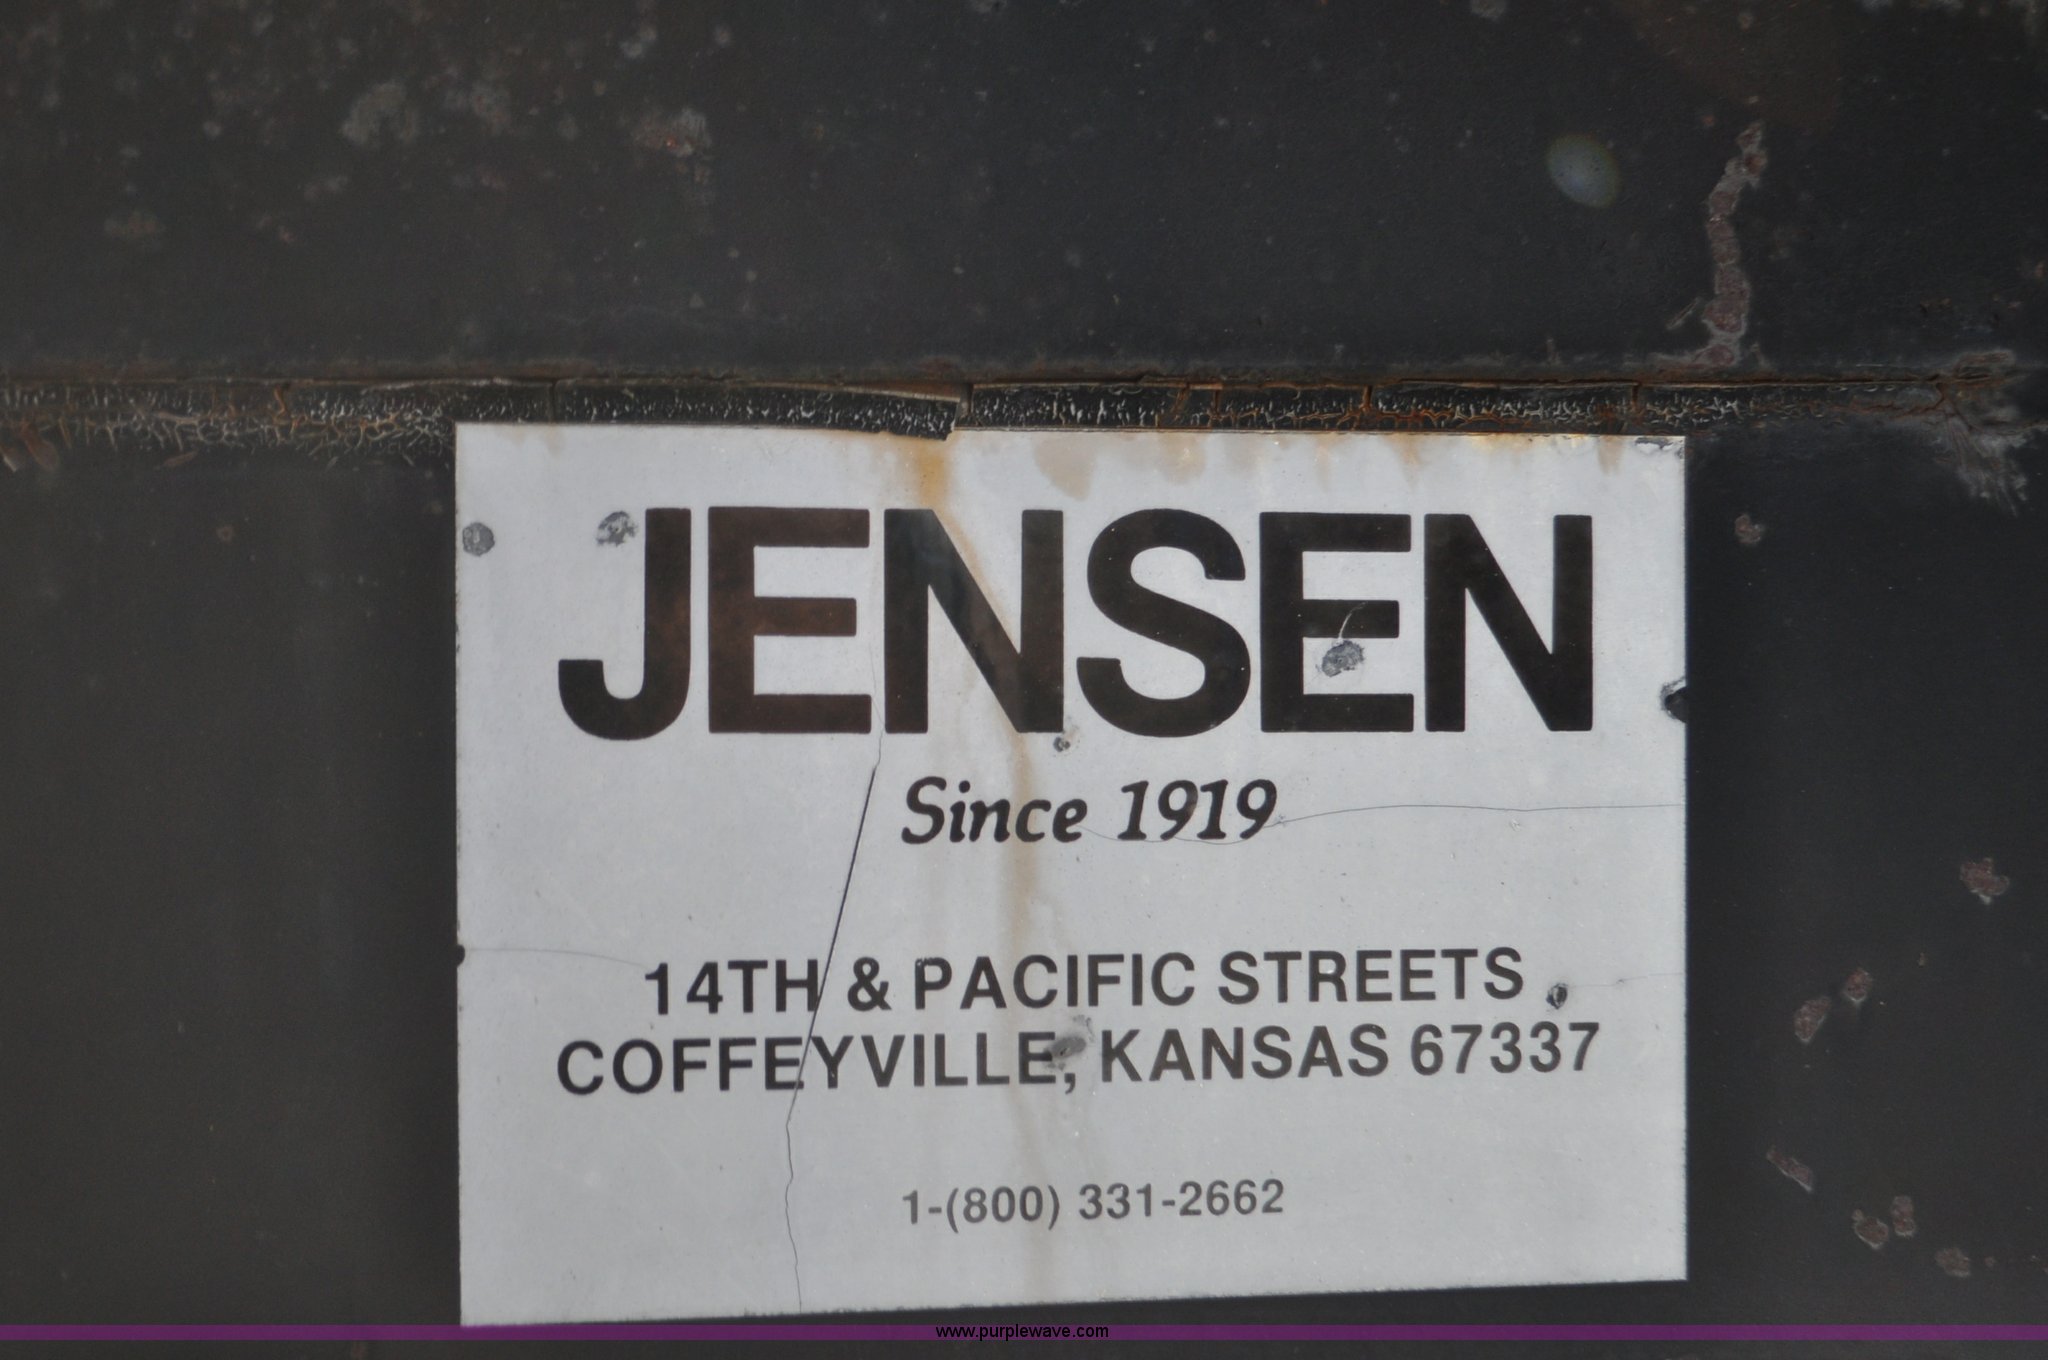 JENSEN
Since 1919
14TH & PACIFIC STREETS
COFFEYVILLE, KANSAS 67337
1-(800) 331-2662
www.purplewave.com